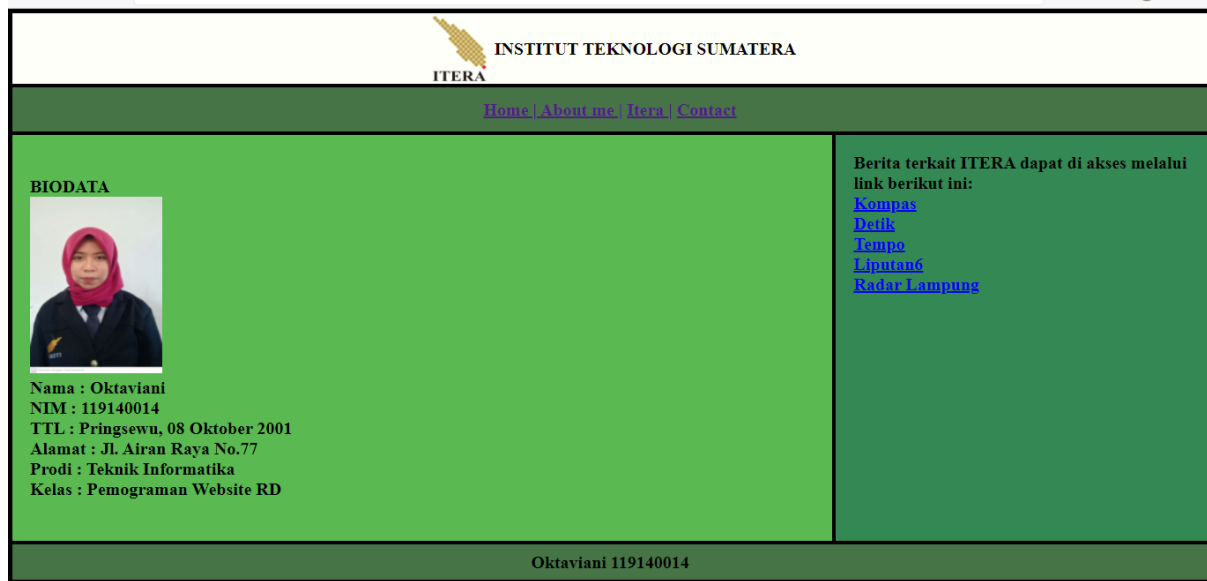 ITERA
INSTITUT TEKNOLOGI SUMATERA
Home | About me | Itera | Contact
BIODATA
Nama : Oktaviani
NIM : 119140014
TTL : Pringsewu, 08 Oktober 2001
Alamat : Jl. Airan Raya No.77
Prodi : Teknik Informatika
Kelas : Pemograman Website RD
Berita terkait ITERA dapat di akses melalui
link berikut ini:
Kompas
Detik
Tempo
Liputan6
Radar Lampung
Oktaviani 119140014